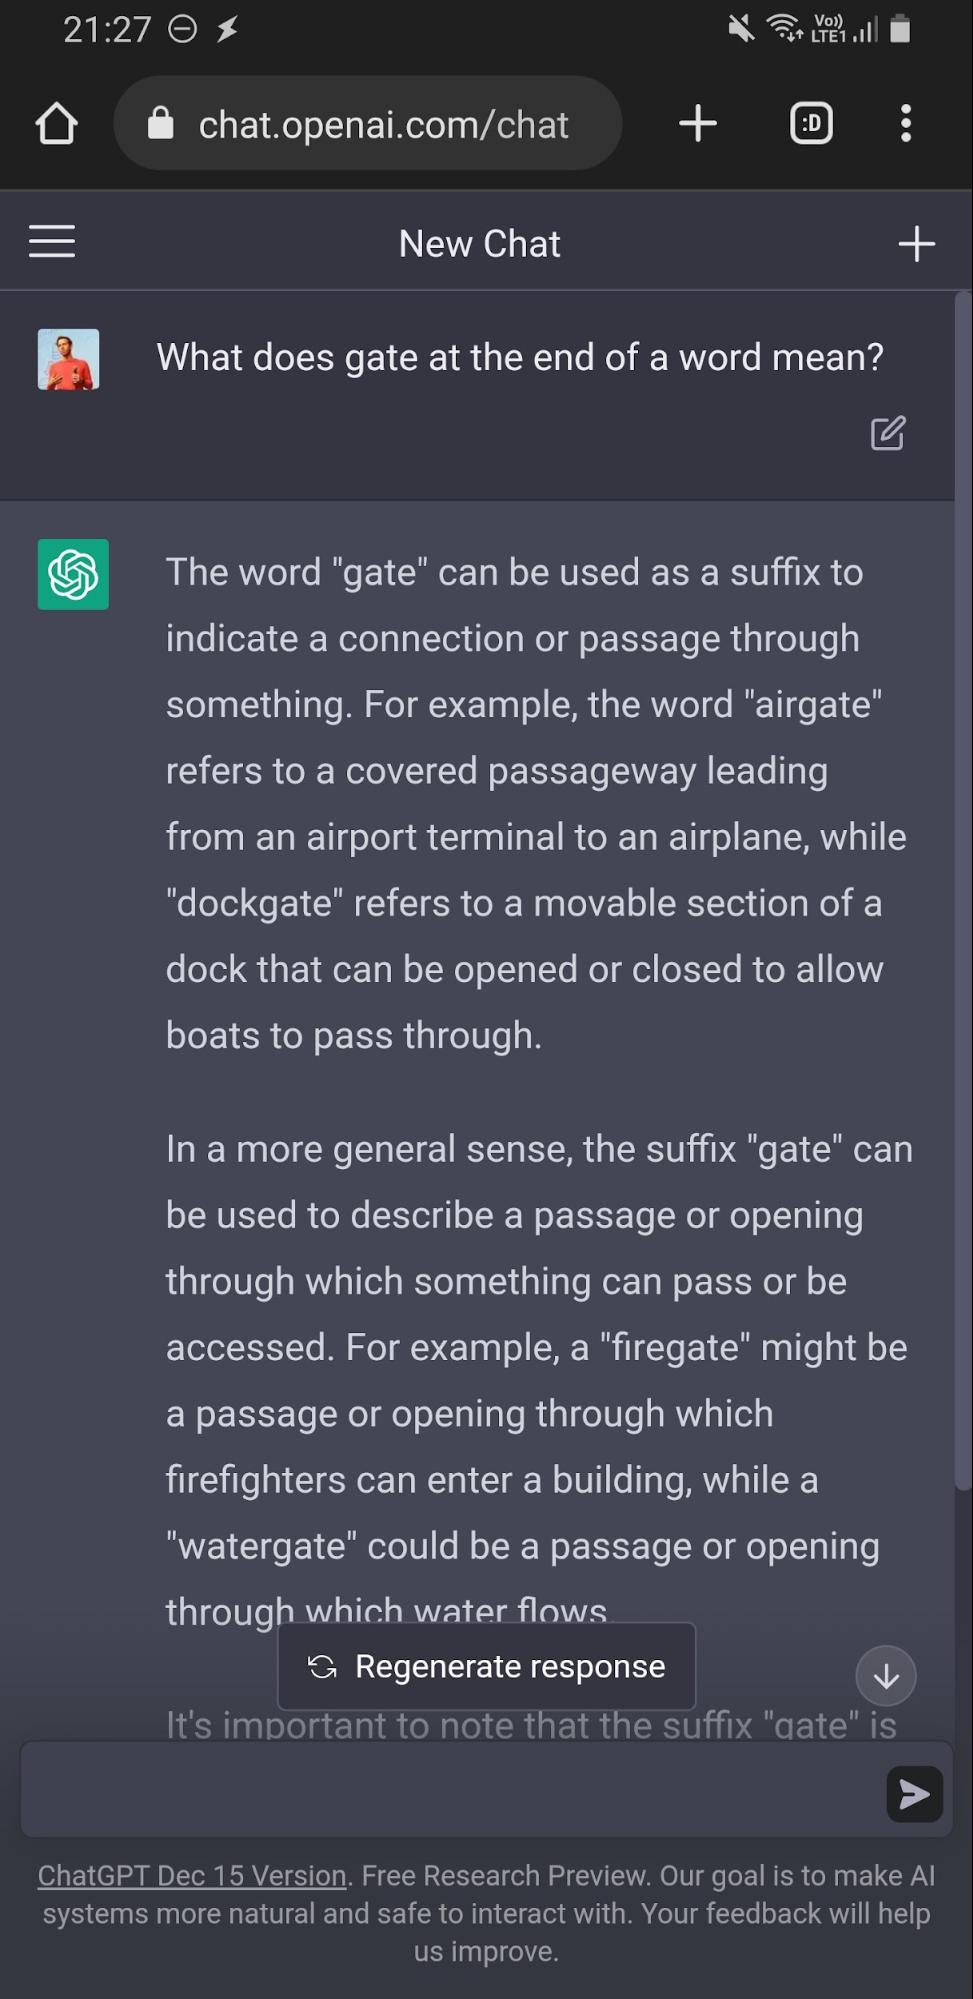 21:27
Vo))
LTE1
chat.openai.com/chat
:D
New Chat
What does gate at the end of a word mean?
The word "gate" can be used as a suffix to
indicate a connection or passage through
something. For example, the word "airgate"
refers to a covered passageway leading
from an airport terminal to an airplane, while
"dockgate" refers to a movable section of a
dock that can be opened or closed to allow
boats to pass through.
In a more general sense, the suffix "gate" can
be used to describe a passage or opening
through which something can pass or be
accessed. For example, a "firegate" might be
a passage or opening through which
firefighters can enter a building, while a
"watergate" could be a passage or opening
through which water flows.
Regenerate response
It's important to note that the suffix "gate" is
ChatGPT Dec 15 Version. Free Research Preview. Our goal is to make AI
systems more natural and safe to interact with. Your feedback will help
us improve.